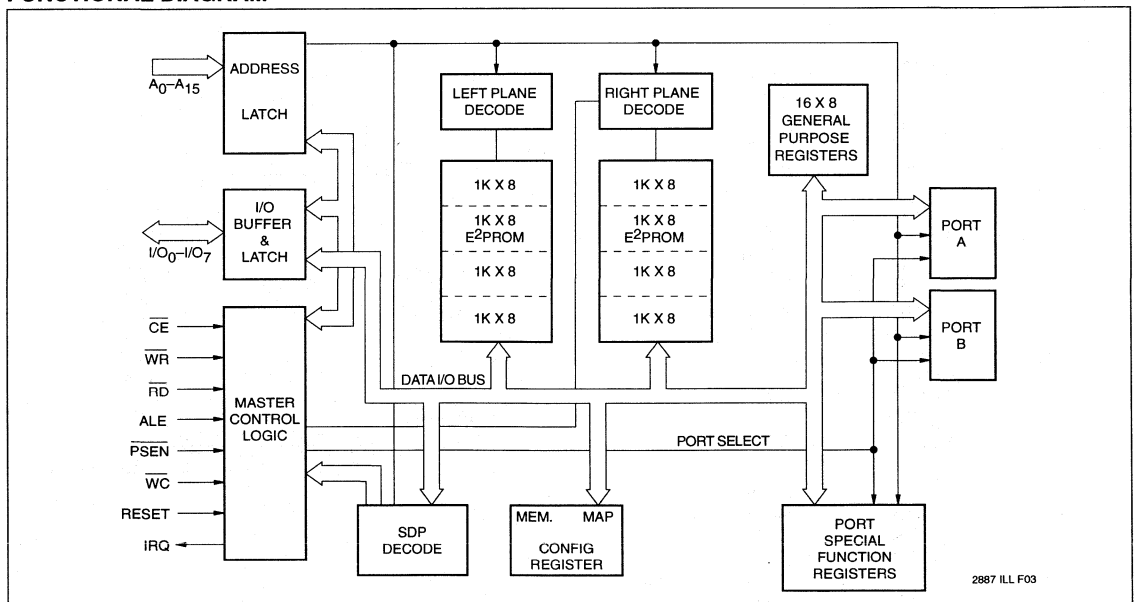 FUNCTIONAL DIAGRAM
A0–A15
ADDRESS
LATCH
LEFT PLANE
DECODE
RIGHT PLANE
DECODE
16 X 8
GENERAL
PURPOSE
REGISTERS
I/O0–I/O7
I/O
BUFFER
&
LATCH
1K X 8
1K X 8
E2PROM
1K X 8
1K X 8
1K X 8
1K X 8
E2PROM
1K X 8
1K X 8
PORT
A
PORT
B
CE
WR
RD
ALE
PSEN
WC
RESET
IRQ
MASTER
CONTROL
LOGIC
DATA I/O BUS
PORT SELECT
SDP
DECODE
MEM. MAP
CONFIG
REGISTER
PORT
SPECIAL
FUNCTION
REGISTERS
2887 ILL F03